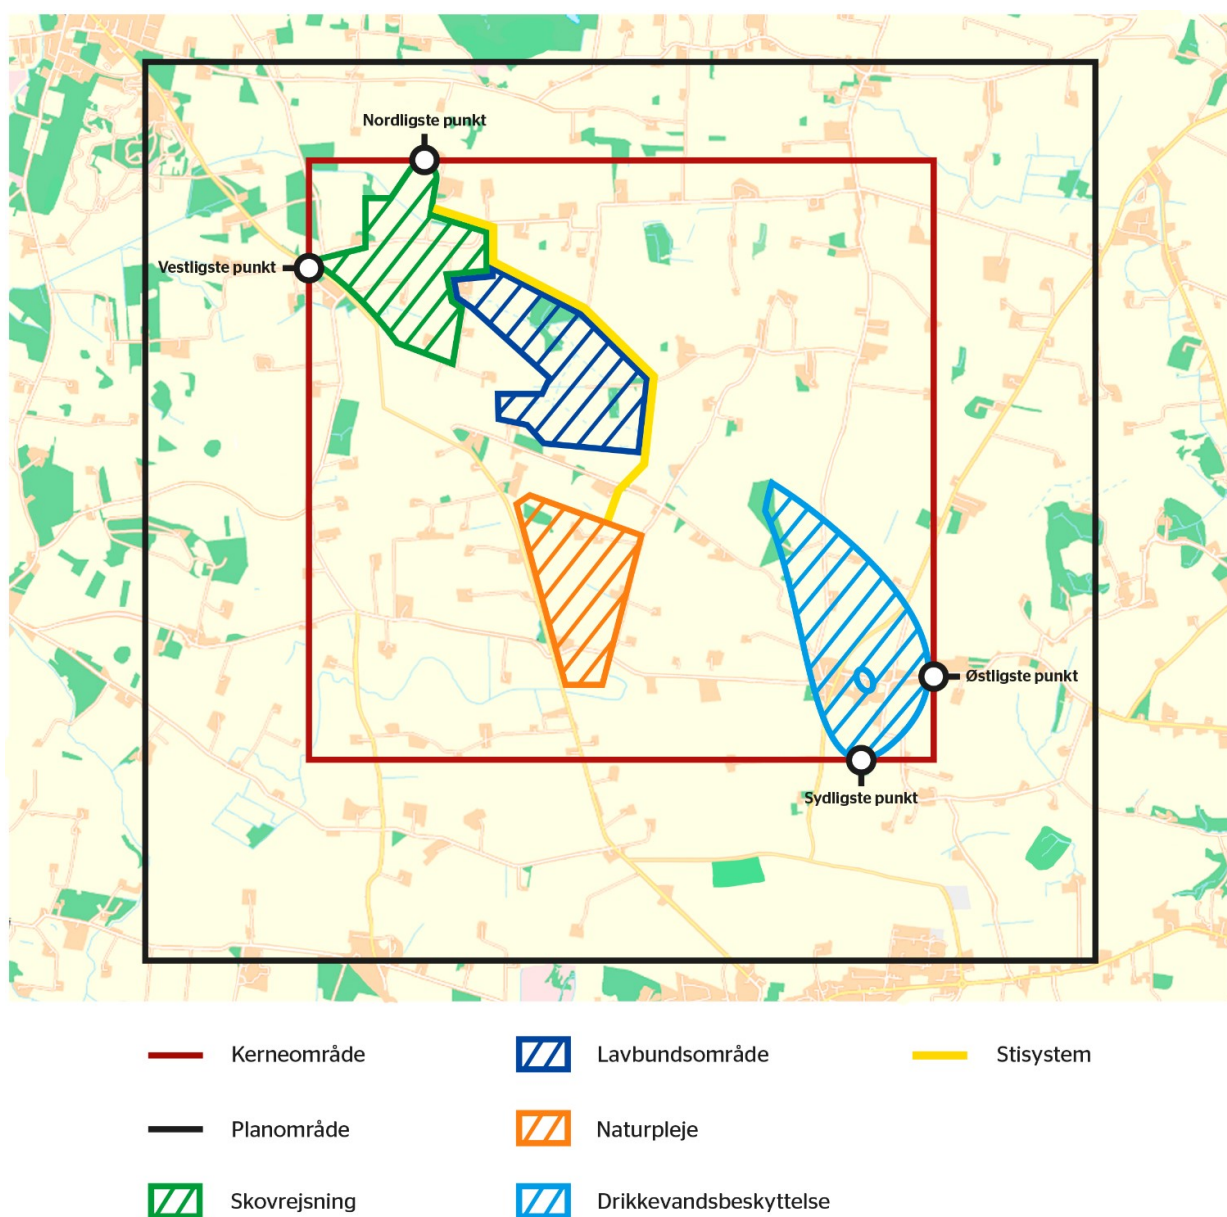 Nordligste punkt
Vestligste punkt
Østligste punkt
Sydligste punkt
Kerneområde
Lavbundsområde
Stisystem
Planområde
Naturpleje
Skovrejsning
Drikkevandsbeskyttelse